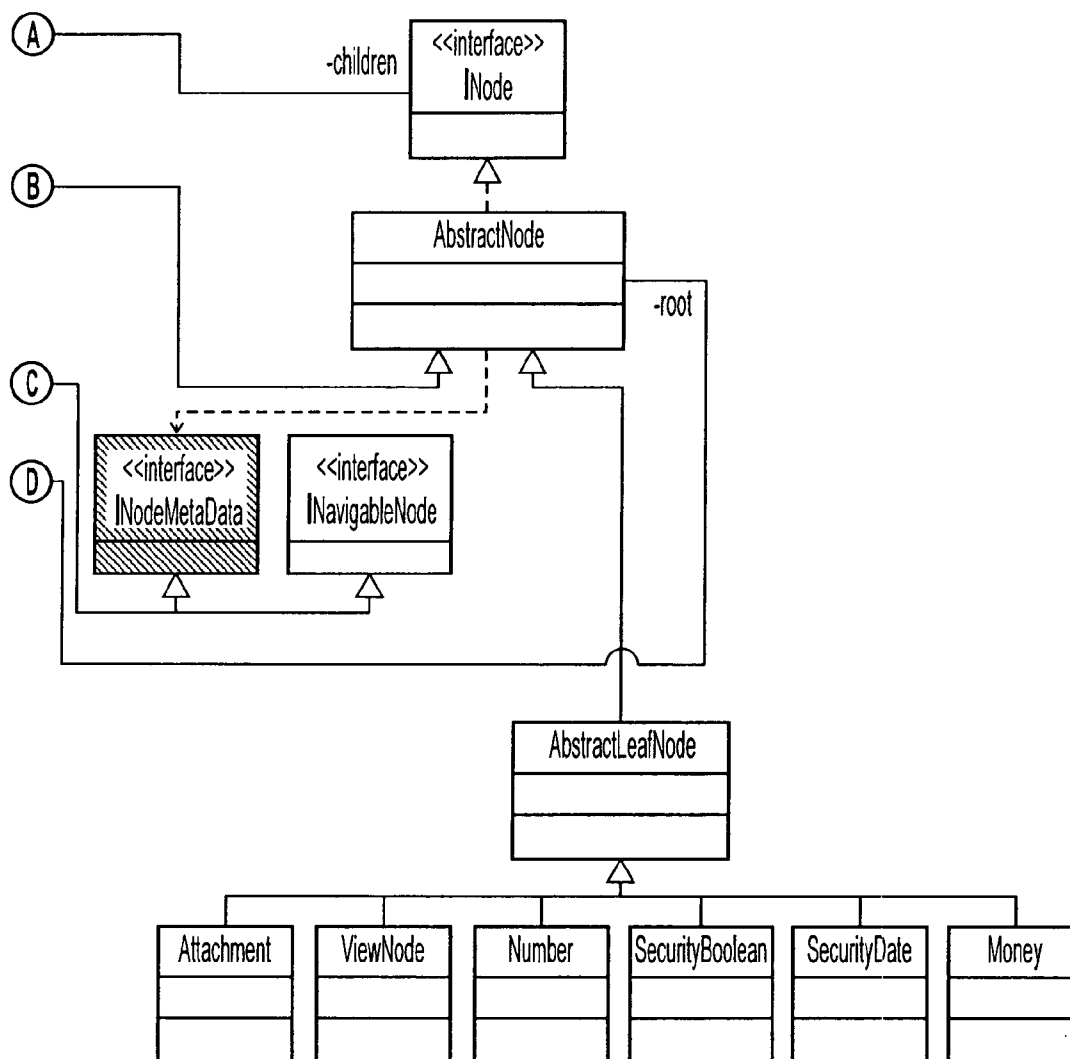 A
<<interface>>
INode
-children
B
AbstractNode
-root
C
D
<<interface>>
INodeMetaData
<<interface>>
INavigableNode
AbstractLeafNode
Attachment
ViewNode
Number
SecurityBoolean
SecurityDate
Money